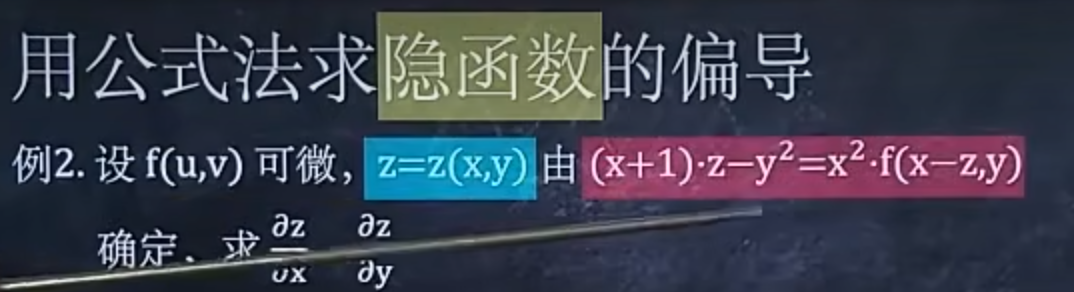 用公式法求隐函数的偏导
例2. 设 f(u,v) 可微，z=z(x,y) 由 (x+1)·z−y²=x²·f(x−z,y)
确定，求 ∂z/∂x ∂z/∂y